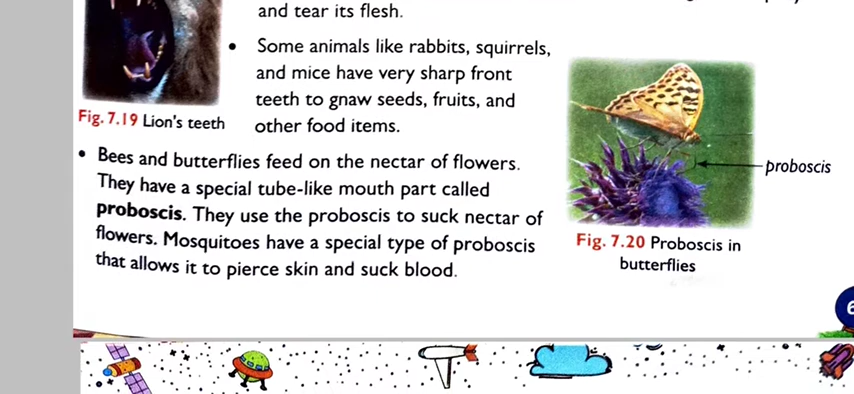 and tear its flesh.
• Some animals like rabbits, squirrels,
and mice have very sharp front
teeth to gnaw seeds, fruits, and
other food items.
Fig. 7.19 Lion's teeth
• Bees and butterflies feed on the nectar of flowers.
They have a special tube-like mouth part called
proboscis. They use the proboscis to suck nectar of
flowers. Mosquitoes have a special type of proboscis
that allows it to pierce skin and suck blood.
proboscis
Fig. 7.20 Proboscis in
butterflies